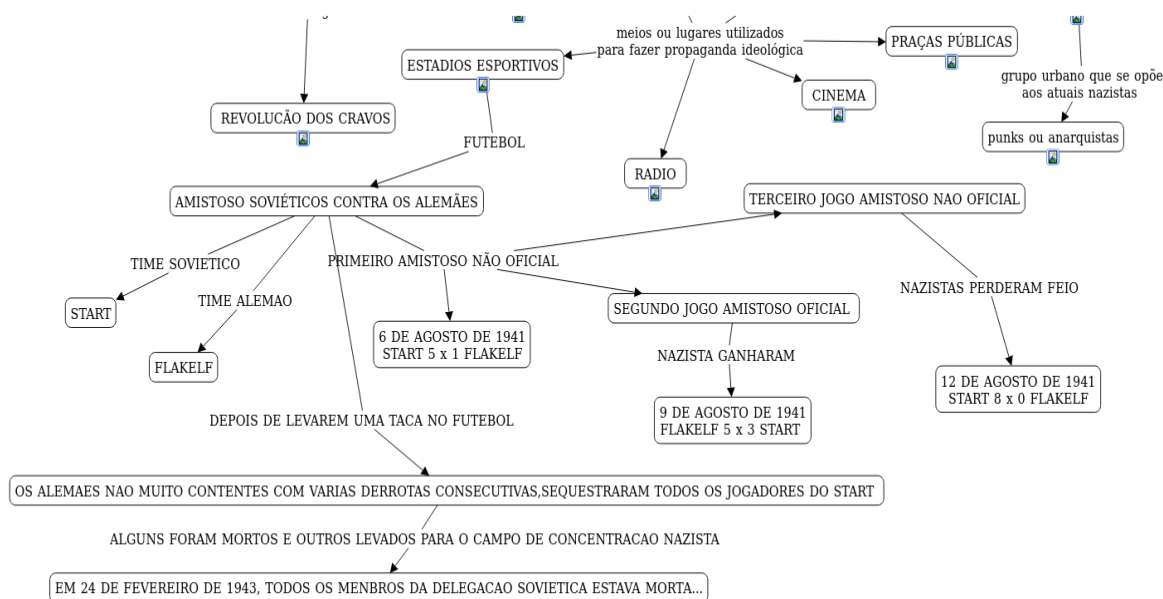 meios ou lugares utilizados
para fazer propaganda ideológica
PRAÇAS PÚBLICAS
ESTADIOS ESPORTIVOS
grupo urbano que se opõe
aos atuais nazistas
CINEMA
REVOLUCÃO DOS CRAVOS
punks ou anarquistas
FUTEBOL
RADIO
AMISTOSO SOVIÉTICOS CONTRA OS ALEMÃES
TERCEIRO JOGO AMISTOSO NAO OFICIAL
TIME SOVIETICO
PRIMEIRO AMISTOSO NÃO OFICIAL
TIME ALEMAO
NAZISTAS PERDERAM FEIO
START
SEGUNDO JOGO AMISTOSO OFICIAL
6 DE AGOSTO DE 1941
START 5 x 1 FLAKELF
NAZISTA GANHARAM
FLAKELF
12 DE AGOSTO DE 1941
START 8 x 0 FLAKELF
9 DE AGOSTO DE 1941
FLAKELF 5 x 3 START
DEPOIS DE LEVAREM UMA TACA NO FUTEBOL
OS ALEMAES NAO MUITO CONTENTES COM VARIAS DERROTAS CONSECUTIVAS,SEQUESTRARAM TODOS OS JOGADORES DO START
ALGUNS FORAM MORTOS E OUTROS LEVADOS PARA O CAMPO DE CONCENTRACAO NAZISTA
EM 24 DE FEVEREIRO DE 1943, TODOS OS MENBROS DA DELEGACAO SOVIETICA ESTAVA MORTA...